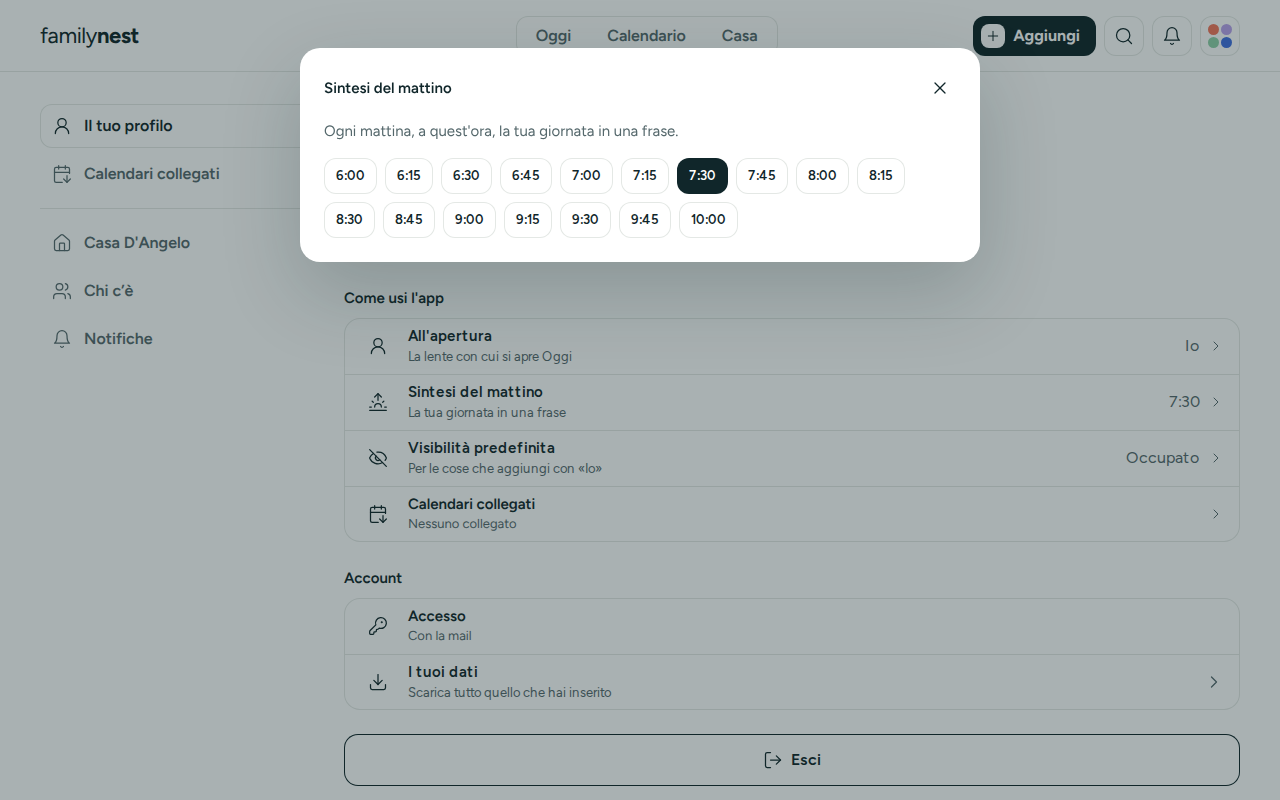 familynest
Oggi Calendario Casa
Aggiungi
Sintesi del mattino
Ogni mattina, a quest'ora, la tua giornata in una frase.
6:00 6:15 6:30 6:45 7:00 7:15 7:30 7:45 8:00 8:15
8:30 8:45 9:00 9:15 9:30 9:45 10:00
Il tuo profilo
Calendari collegati
Casa D'Angelo
Chi c'è
Notifiche
Come usi l'app
All'apertura
La lente con cui si apre Oggi
Io
Sintesi del mattino
La tua giornata in una frase
7:30
Visibilità predefinita
Per le cose che aggiungi con «Io»
Occupato
Calendari collegati
Nessuno collegato
Account
Accesso
Con la mail
I tuoi dati
Scarica tutto quello che hai inserito
Esci